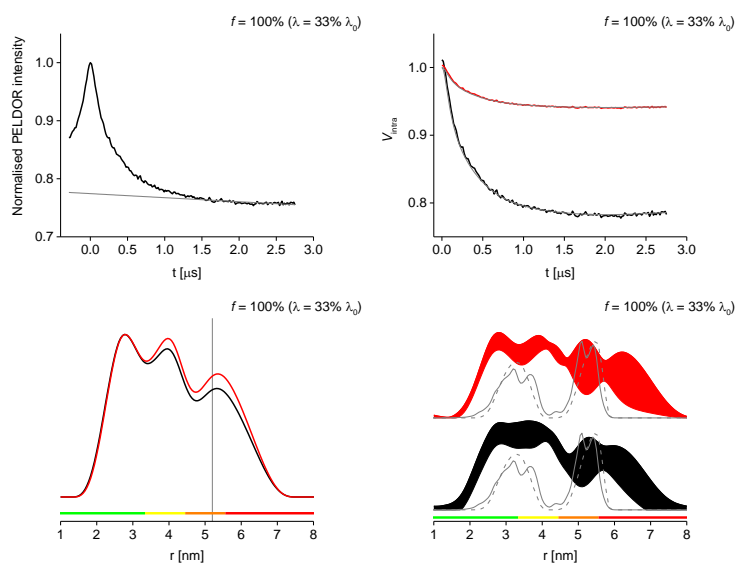 f = 100% (λ = 33% λ₀)
Normalised PELDOR intensity
1.0
0.9
0.8
0.7
0.0 0.5 1.0 1.5 2.0 2.5 3.0
t [μs]
f = 100% (λ = 33% λ₀)
V_intra
1.0
0.9
0.8
0.0 0.5 1.0 1.5 2.0 2.5 3.0
t [μs]
f = 100% (λ = 33% λ₀)
1 2 3 4 5 6 7 8
r [nm]
f = 100% (λ = 33% λ₀)
1 2 3 4 5 6 7 8
r [nm]